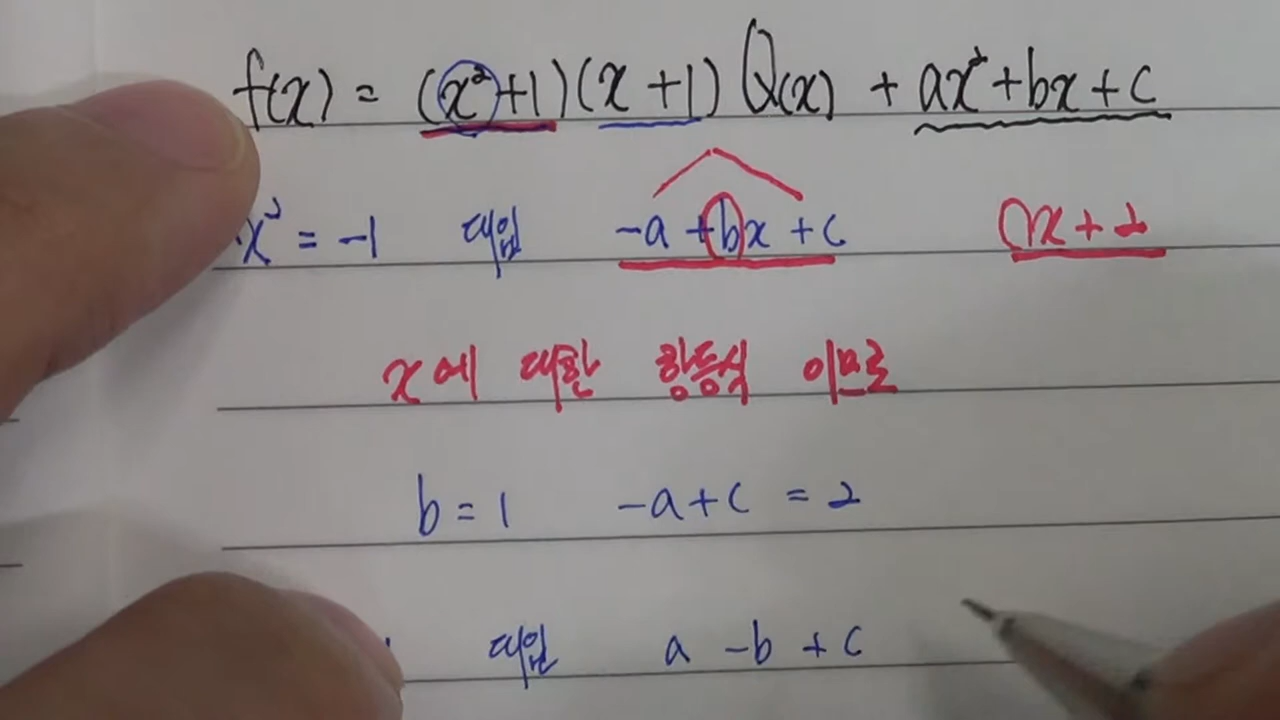 f(x) = (x²+1)(x+1) Q(x) + ax²+bx+c
x² = -1 대입 -a +bx +c x+2
x에 대한 항등식 이므로
b = 1 -a+c = 2
대입 a -b +c